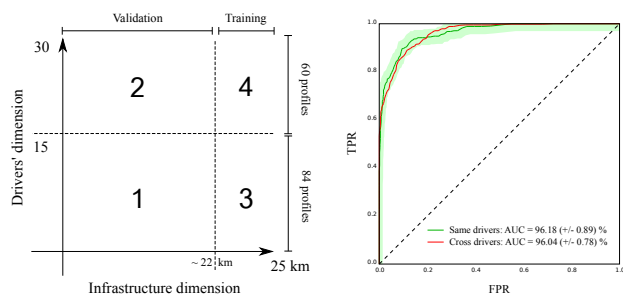 Validation Training
30
15
Drivers' dimension
2
4
1
3
60 profiles
84 profiles
~ 22 km
25 km
Infrastructure dimension
1.0
0.8
0.6
0.4
0.2
0.0
TPR
Same drivers: AUC = 96.18 (+/- 0.89) %
Cross drivers: AUC = 96.04 (+/- 0.78) %
0.0 0.2 0.4 0.6 0.8 1.0
FPR